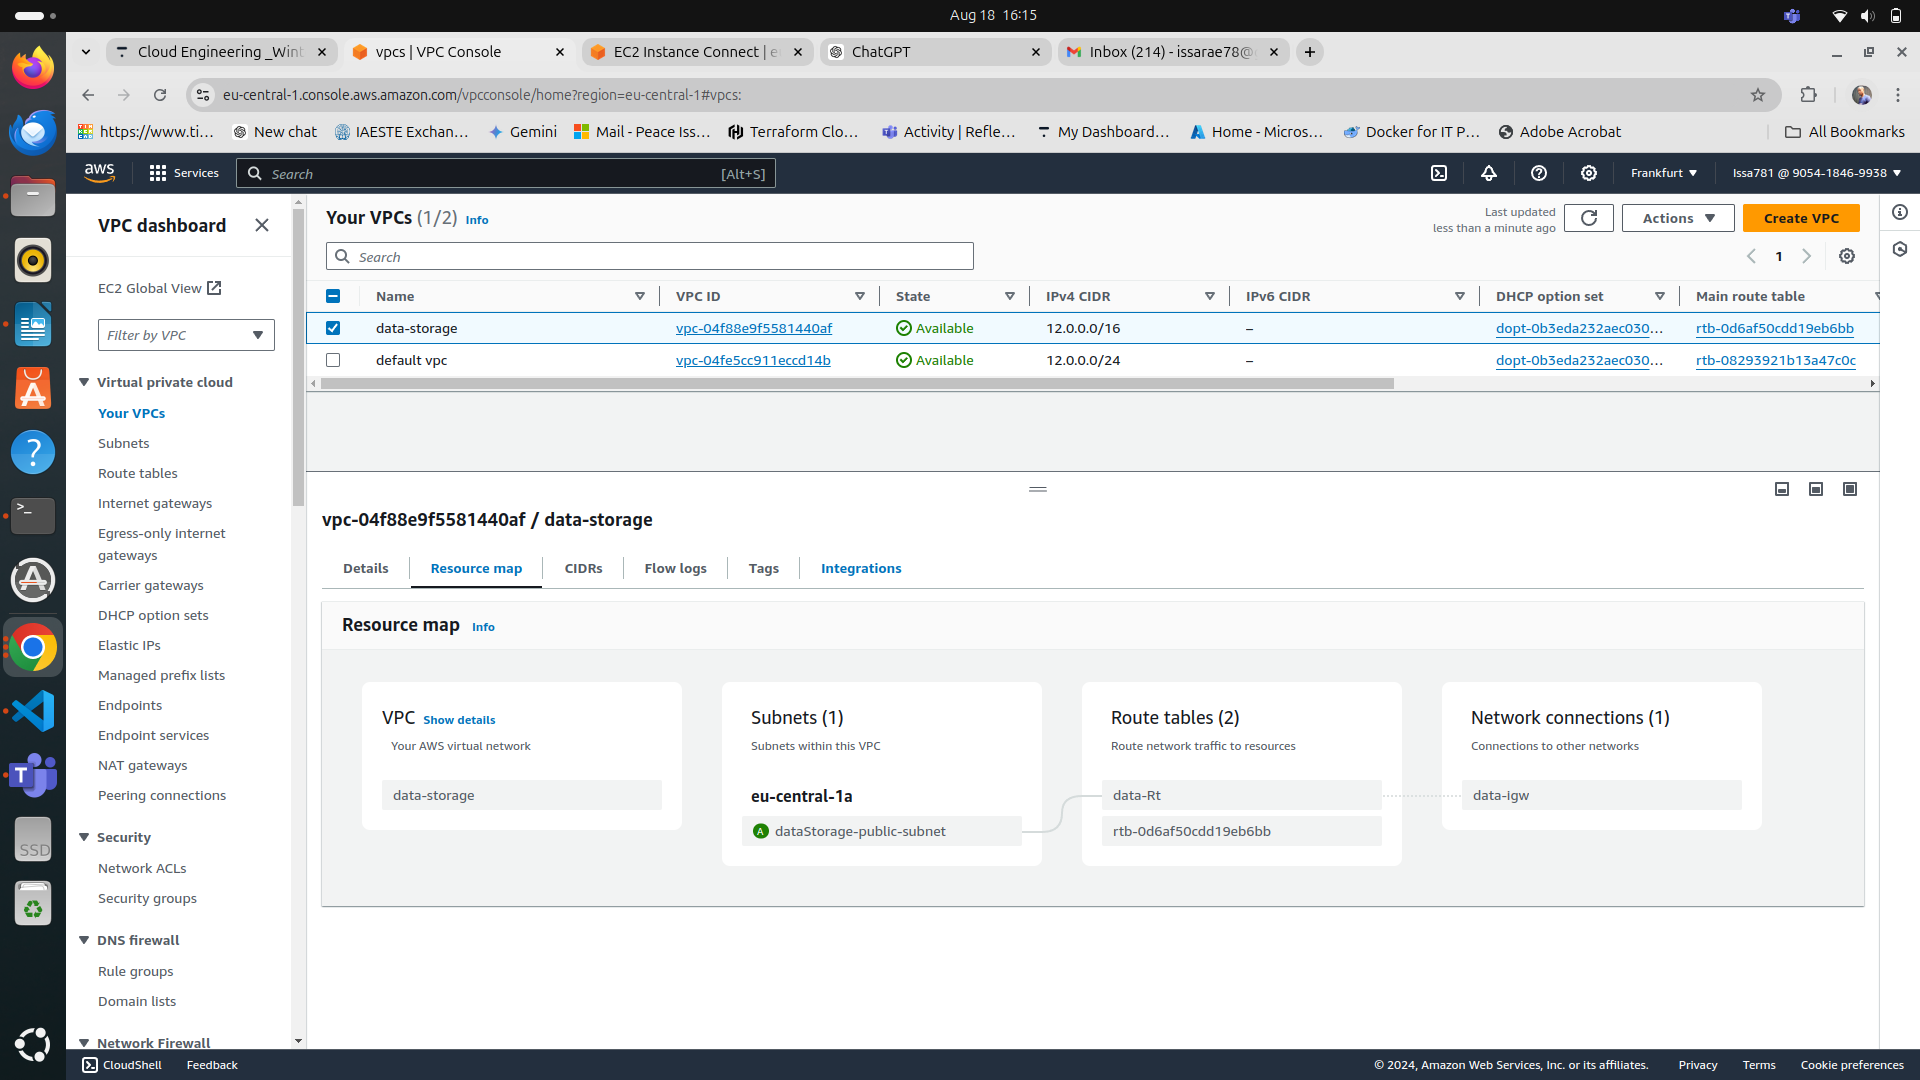 Aug 18 16:15
Cloud Engineering _Wint
vpcs | VPC Console
EC2 Instance Connect | e
ChatGPT
Inbox (214) - issarae78@
eu-central-1.console.aws.amazon.com/vpcconsole/home?region=eu-central-1#vpcs:
https://www.ti...
New chat
IAESTE Exchan...
Gemini
Mail - Peace Iss...
Terraform Clo...
Activity | Refle...
My Dashboard...
Home - Micros...
Docker for IT P...
Adobe Acrobat
All Bookmarks
aws
Services
Search
[Alt+S]
Frankfurt
Issa781 @ 9054-1846-9938
VPC dashboard
EC2 Global View
Filter by VPC
Virtual private cloud
Your VPCs
Subnets
Route tables
Internet gateways
Egress-only internet
gateways
Carrier gateways
DHCP option sets
Elastic IPs
Managed prefix lists
Endpoints
Endpoint services
NAT gateways
Peering connections
Security
Network ACLs
Security groups
DNS firewall
Rule groups
Domain lists
Network Firewall
Your VPCs (1/2) Info
Last updated
less than a minute ago
Actions
Create VPC
Search
1
Name VPC ID State IPv4 CIDR IPv6 CIDR DHCP option set Main route table
data-storage vpc-04f88e9f5581440af Available 12.0.0.0/16 – dopt-0b3eda232aec030... rtb-0d6af50cdd19eb6bb
default vpc vpc-04fe5cc911eccd14b Available 12.0.0.0/24 – dopt-0b3eda232aec030... rtb-08293921b13a47c0c
vpc-04f88e9f5581440af / data-storage
Details Resource map CIDRs Flow logs Tags Integrations
Resource map Info
VPC Show details
Your AWS virtual network
data-storage
Subnets (1)
Subnets within this VPC
eu-central-1a
A dataStorage-public-subnet
Route tables (2)
Route network traffic to resources
data-Rt
rtb-0d6af50cdd19eb6bb
Network connections (1)
Connections to other networks
data-igw
SSD
CloudShell
Feedback
© 2024, Amazon Web Services, Inc. or its affiliates.
Privacy
Terms
Cookie preferences